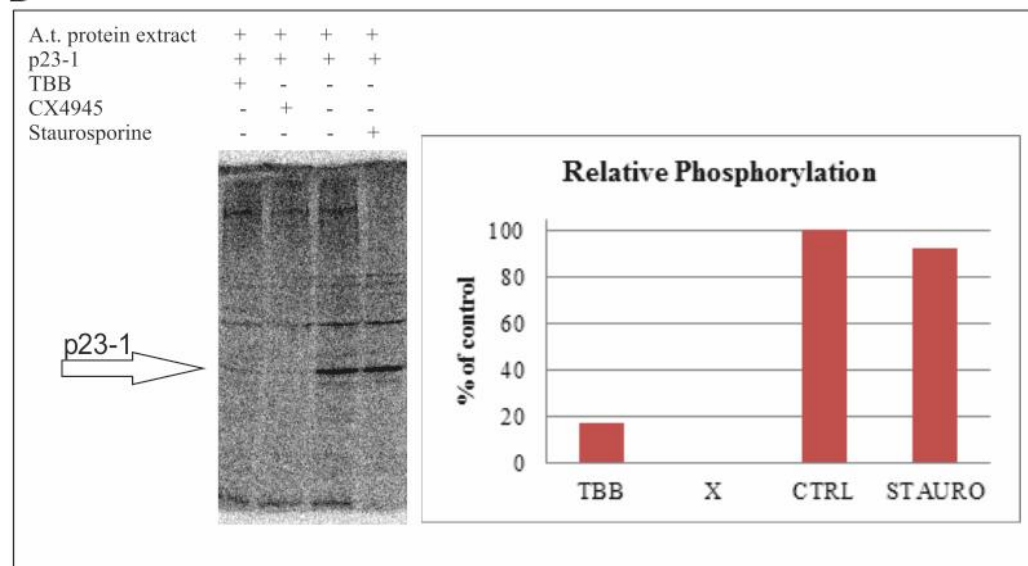 A.t. protein extract + + + +
p23-1 + + + +
TBB + - - -
CX4945 - + - -
Staurosporine - - - +
p23-1
Relative Phosphorylation
% of control
100
80
60
40
20
0
TBB X CTRL STAURO